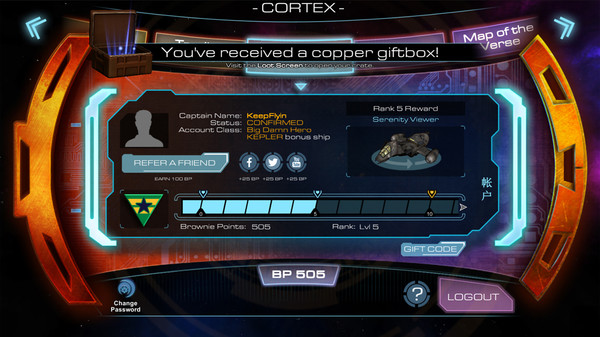 - CORTEX -
Map of the
Verse
You've received a copper giftbox!
Visit the Loot Screen to open your crate.
Captain Name: KeepFlyin
Status: CONFIRMED
Account Class: Big Damn Hero
KEPLER bonus ship
Rank 5 Reward
Serenity Viewer
REFER A FRIEND
EARN 100 BP
+25 BP +25 BP +25 BP
You
帐户
5 10
Brownie Points: 505 Rank: Lvl 5
GIFT CODE
BP 505
Change
Password
?
LOGOUT